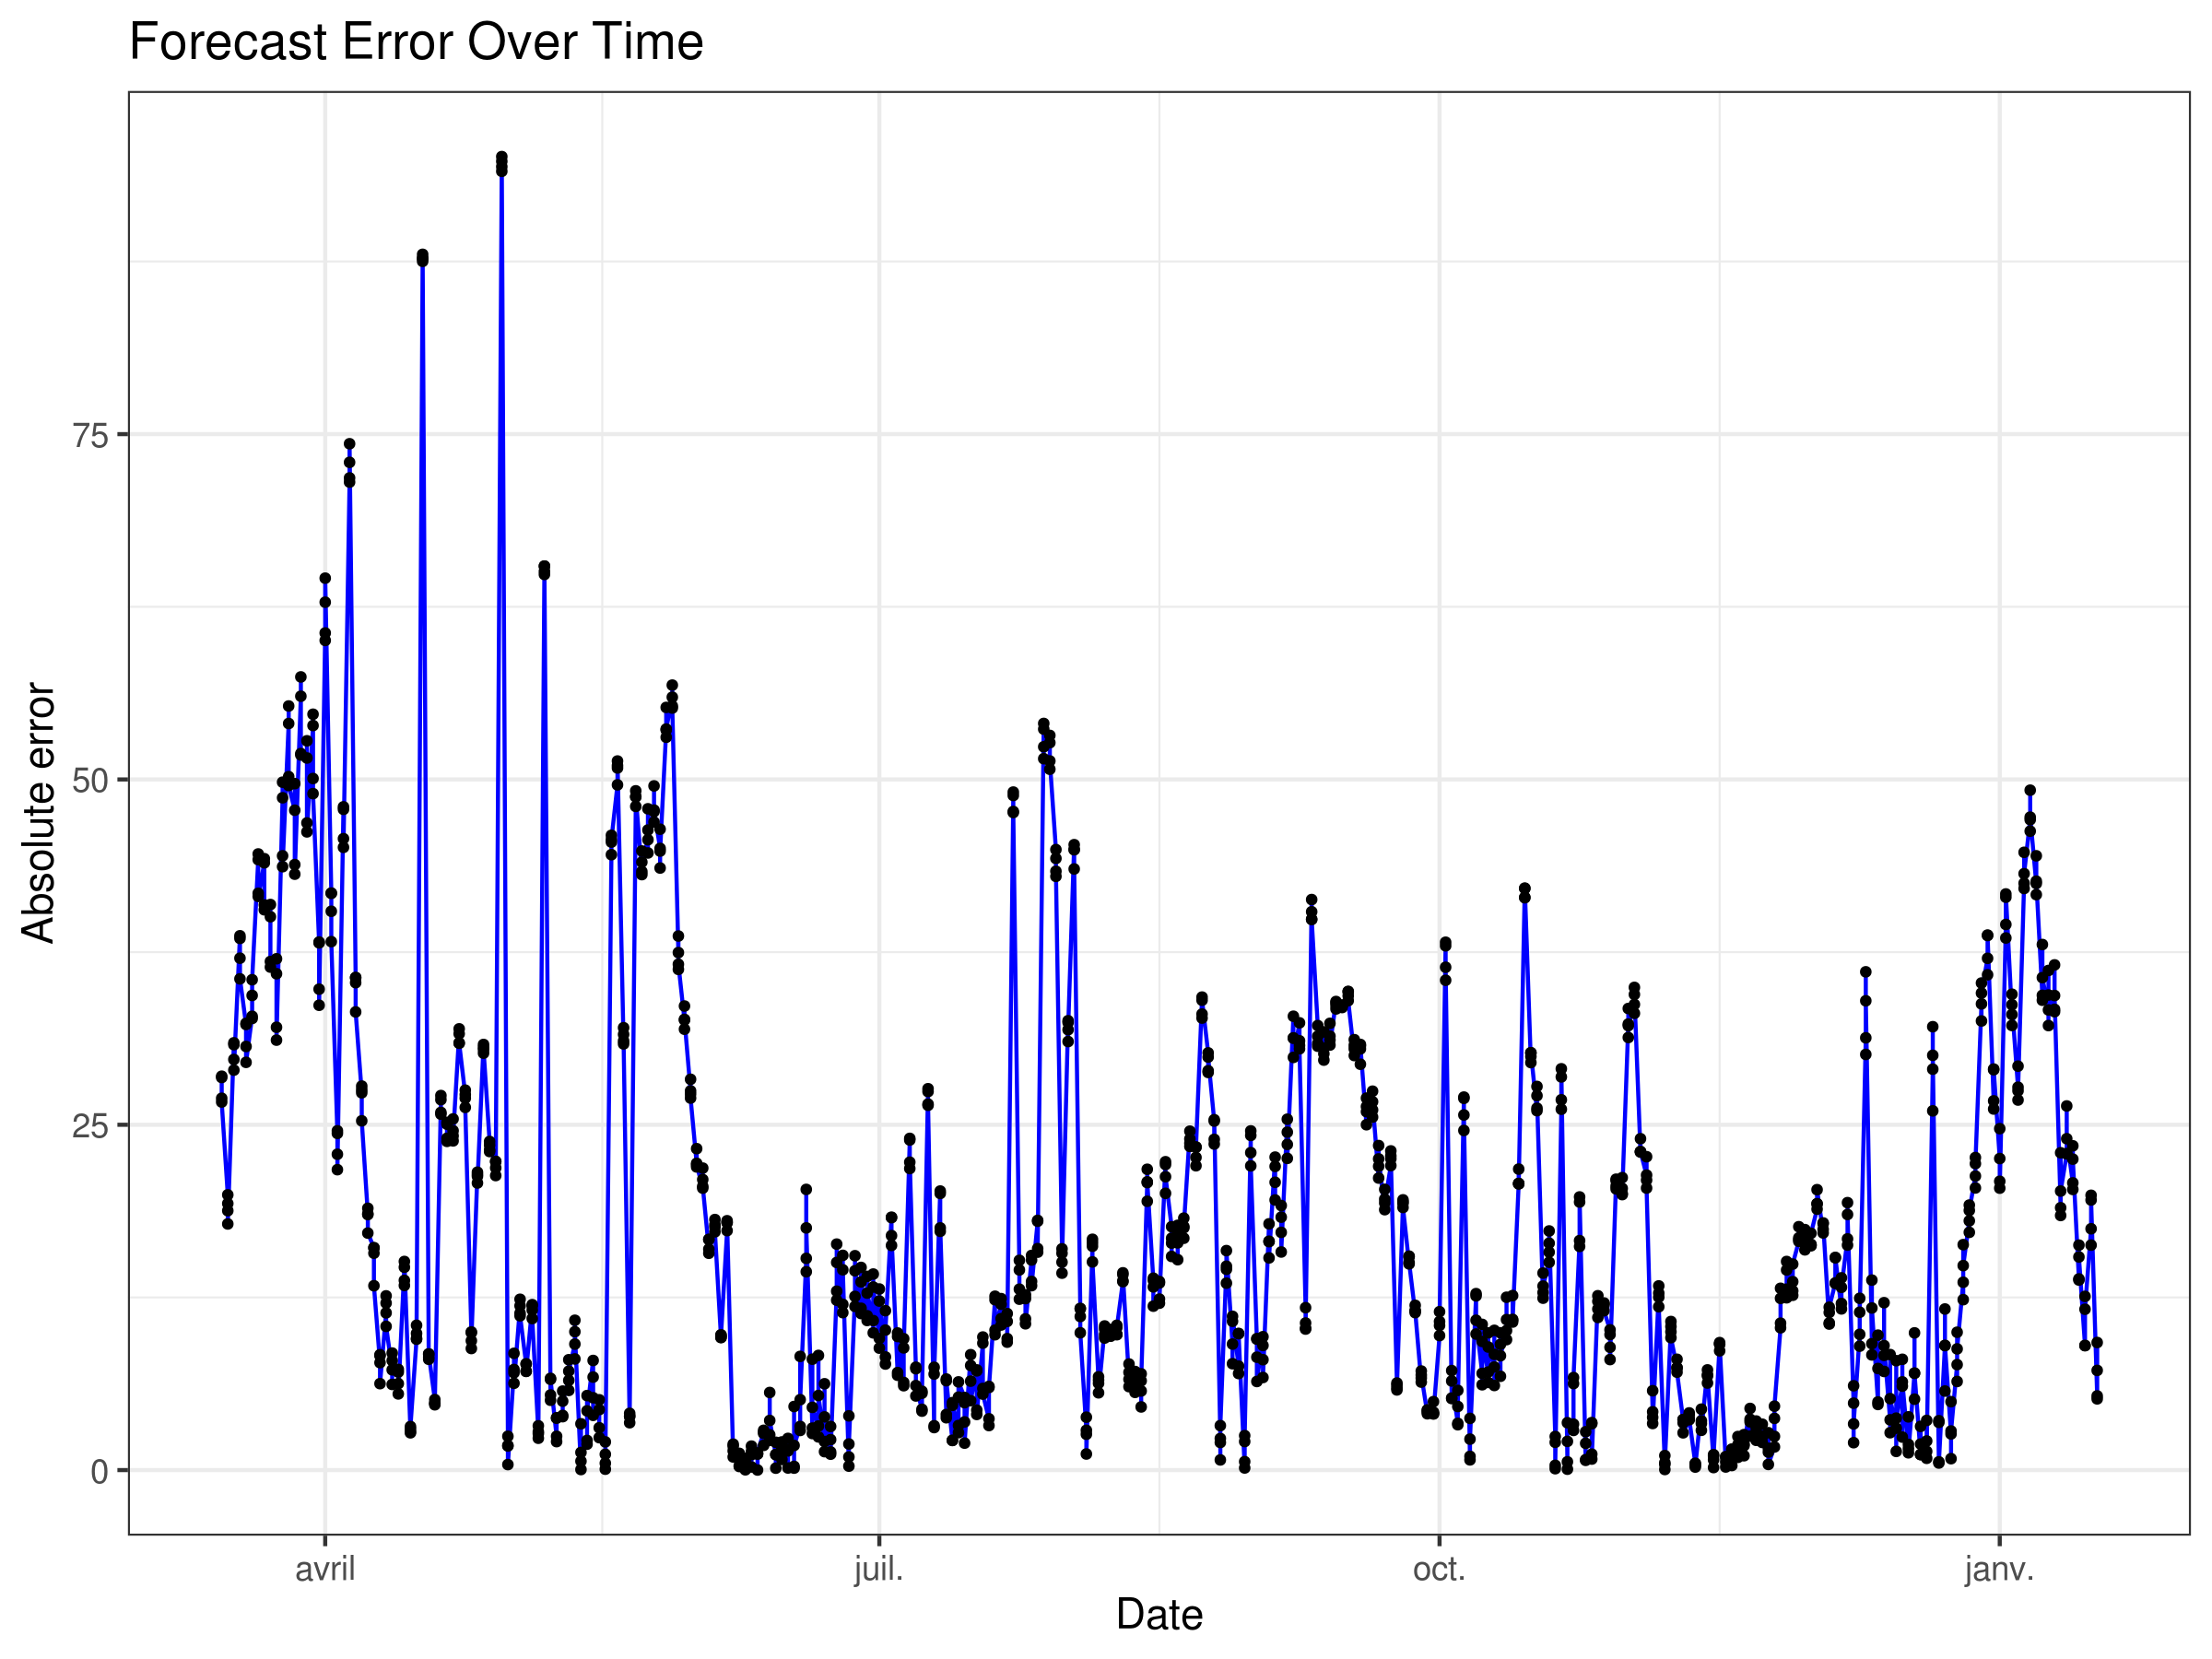 Forecast Error Over Time
Absolute error
75
50
25
0
avril
juil.
oct.
janv.
Date